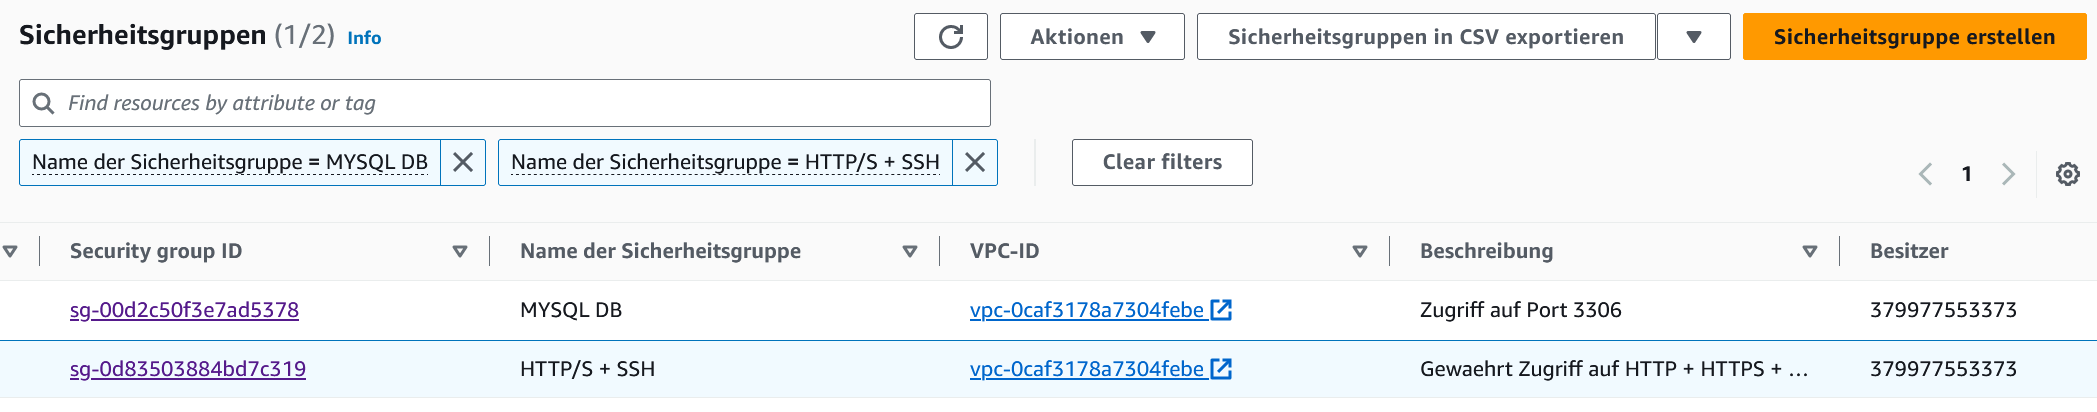 Sicherheitsgruppen (1/2) Info
Aktionen
Sicherheitsgruppen in CSV exportieren
Sicherheitsgruppe erstellen
Find resources by attribute or tag
Name der Sicherheitsgruppe = MYSQL DB
Name der Sicherheitsgruppe = HTTP/S + SSH
Clear filters
1
Security group ID Name der Sicherheitsgruppe VPC-ID Beschreibung Besitzer
sg-00d2c50f3e7ad5378 MYSQL DB vpc-0caf3178a7304febe Zugriff auf Port 3306 379977553373
sg-0d83503884bd7c319 HTTP/S + SSH vpc-0caf3178a7304febe Gewaehrt Zugriff auf HTTP + HTTPS + ... 379977553373